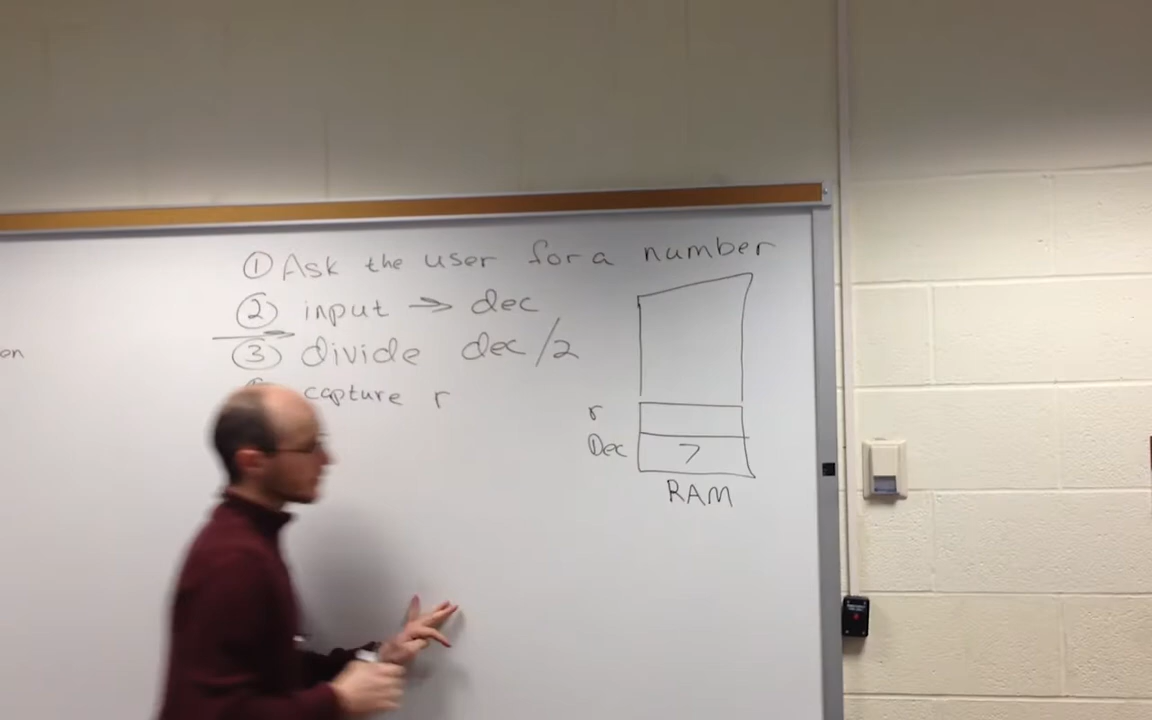 ① Ask the user for a number
② input → dec
③ divide dec/2
capture r
r
Dec 7
RAM